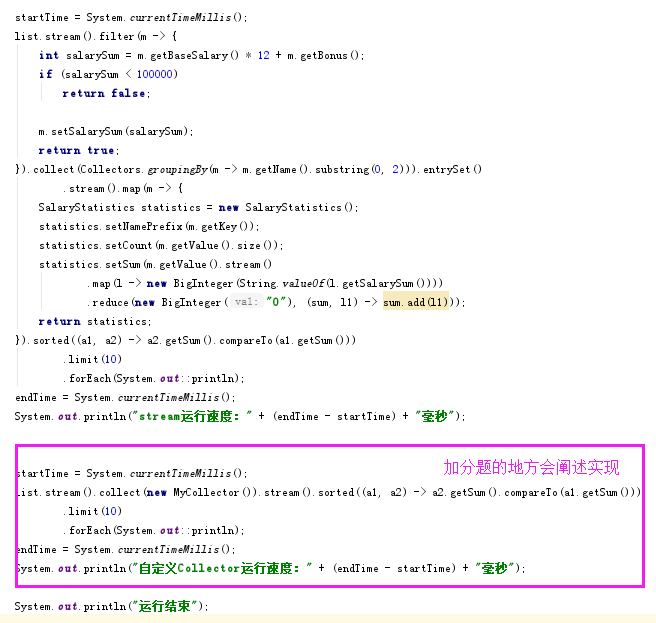 startTime = System.currentTimeMillis();
list.stream().filter(m -> {
int salarySum = m.getBaseSalary() * 12 + m.getBonus();
if (salarySum < 100000)
return false;
m.setSalarySum(salarySum);
return true;
}).collect(Collectors.groupingBy(m -> m.getName().substring(0, 2))).entrySet()
.stream().map(m -> {
SalaryStatistics statistics = new SalaryStatistics();
statistics.setNamePrefix(m.getKey());
statistics.setCount(m.getValue().size());
statistics.setSum(m.getValue().stream()
.map(l -> new BigInteger(String.valueOf(l.getSalarySum())))
.reduce(new BigInteger( val: "0"), (sum, l1) -> sum.add(l1)));
return statistics;
}).sorted((a1, a2) -> a2.getSum().compareTo(a1.getSum()))
.limit(10)
.forEach(System.out::println);
endTime = System.currentTimeMillis();
System.out.println("stream运行速度：" + (endTime - startTime) + "毫秒");
加分题的地方会阐述实现
startTime = System.currentTimeMillis();
list.stream().collect(new MyCollector()).stream().sorted((a1, a2) -> a2.getSum().compareTo(a1.getSum()))
.limit(10)
.forEach(System.out::println);
endTime = System.currentTimeMillis();
System.out.println("自定义Collector运行速度：" + (endTime - startTime) + "毫秒");
System.out.println("运行结束");